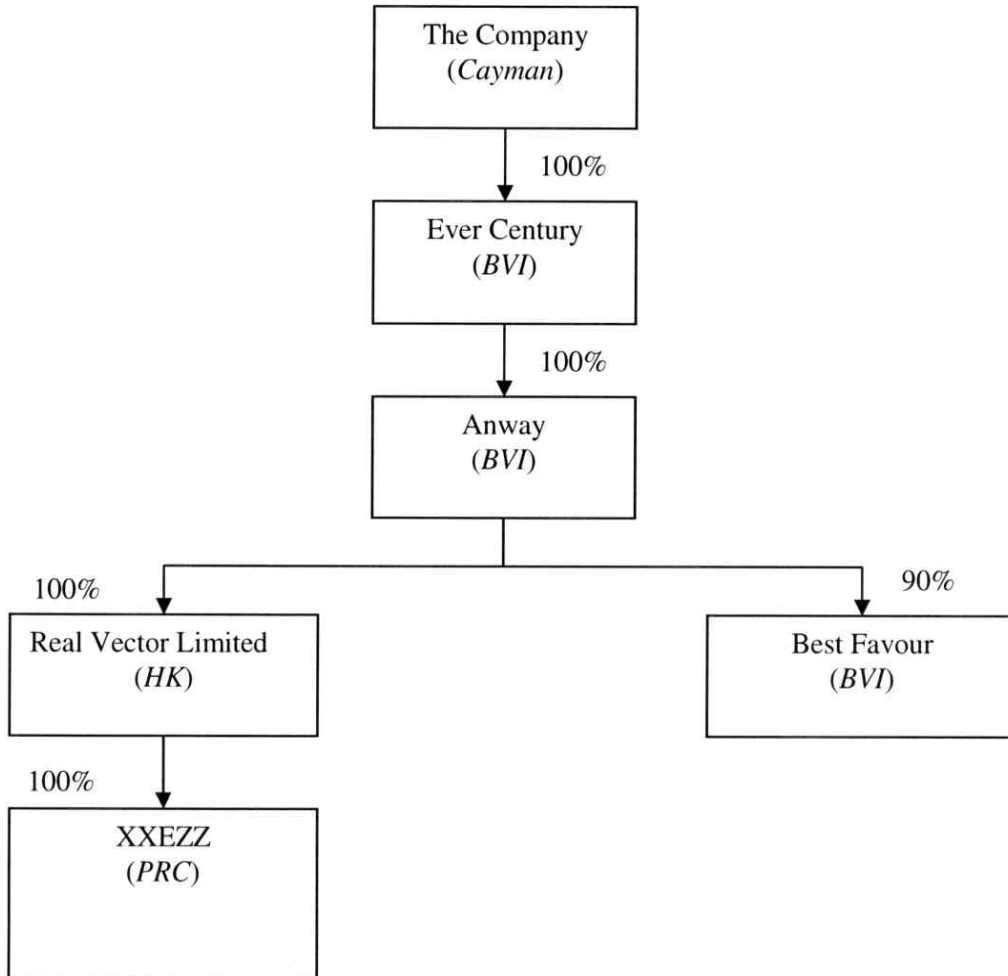 The Company
(Cayman)
100%
Ever Century
(BVI)
100%
Anway
(BVI)
100%
90%
Real Vector Limited
(HK)
Best Favour
(BVI)
100%
XXEZZ
(PRC)